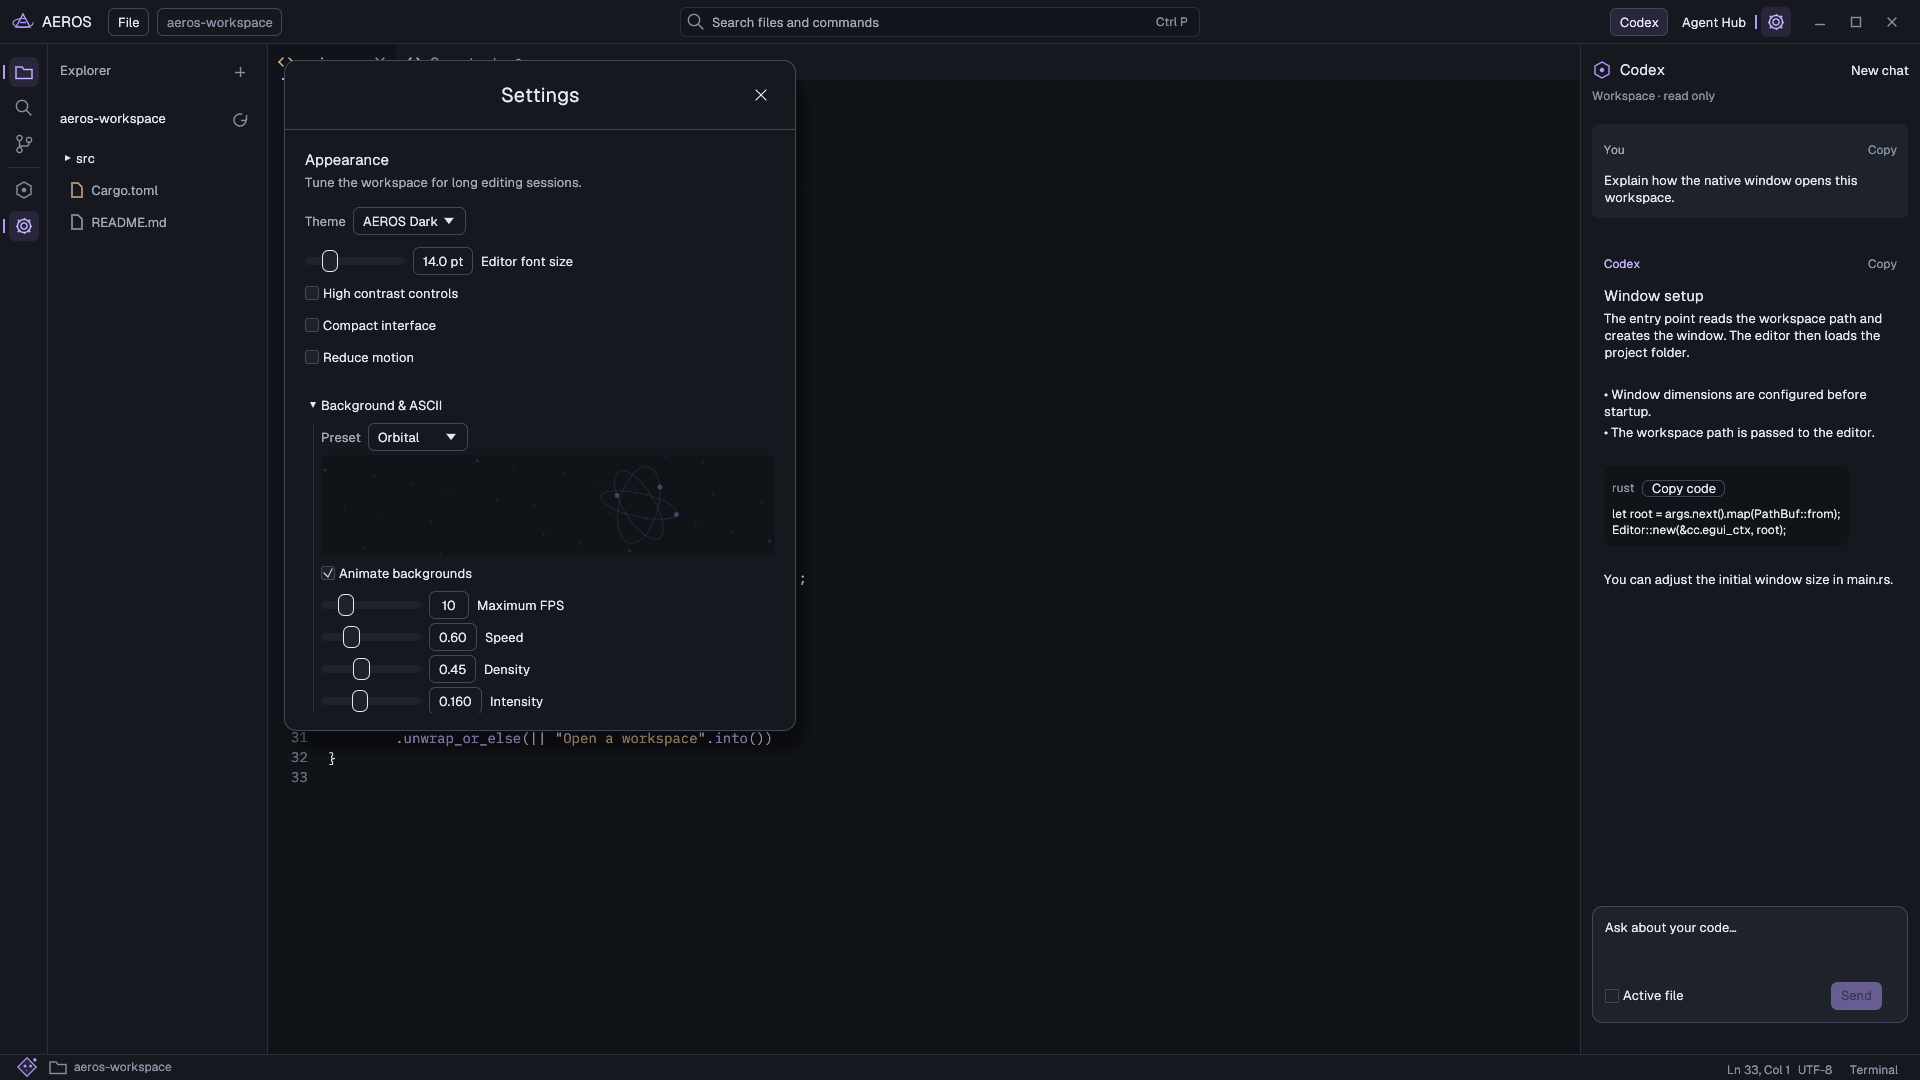 AEROS
File
aeros-workspace
Search files and commands
Ctrl P
Codex
Agent Hub
Explorer
aeros-workspace
src
Cargo.toml
README.md
Settings
Appearance
Tune the workspace for long editing sessions.
Theme
AEROS Dark
14.0 pt
Editor font size
High contrast controls
Compact interface
Reduce motion
Background & ASCII
Preset
Orbital
Animate backgrounds
10
Maximum FPS
0.60
Speed
0.45
Density
0.160
Intensity
;
31 .unwrap_or_else(|| "Open a workspace".into())
32 }
33
Codex
New chat
Workspace · read only
You
Copy
Explain how the native window opens this
workspace.
Codex
Copy
Window setup
The entry point reads the workspace path and
creates the window. The editor then loads the
project folder.
• Window dimensions are configured before
startup.
• The workspace path is passed to the editor.
rust
Copy code
let root = args.next().map(PathBuf::from);
Editor::new(&cc.egui_ctx, root);
You can adjust the initial window size in main.rs.
Ask about your code…
Active file
Send
aeros-workspace
Ln 33, Col 1
UTF-8
Terminal